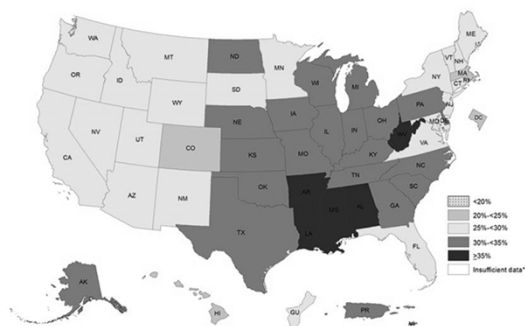 WA
ME
MT
ND
MN
VT
NH
OR
ID
WI
MI
NY
MA
CT
SD
WY
PA
NJ
IA
NE
OH
IL
IN
NV
UT
CO
MD
DC
WV
VA
CA
KS
MO
KY
NC
TN
OK
AR
SC
AZ
NM
MS
AL
GA
TX
LA
FL
AK
HI
GU
PR
<20%
20%-<25%
25%-<30%
30%-<35%
≥35%
Insufficient data*